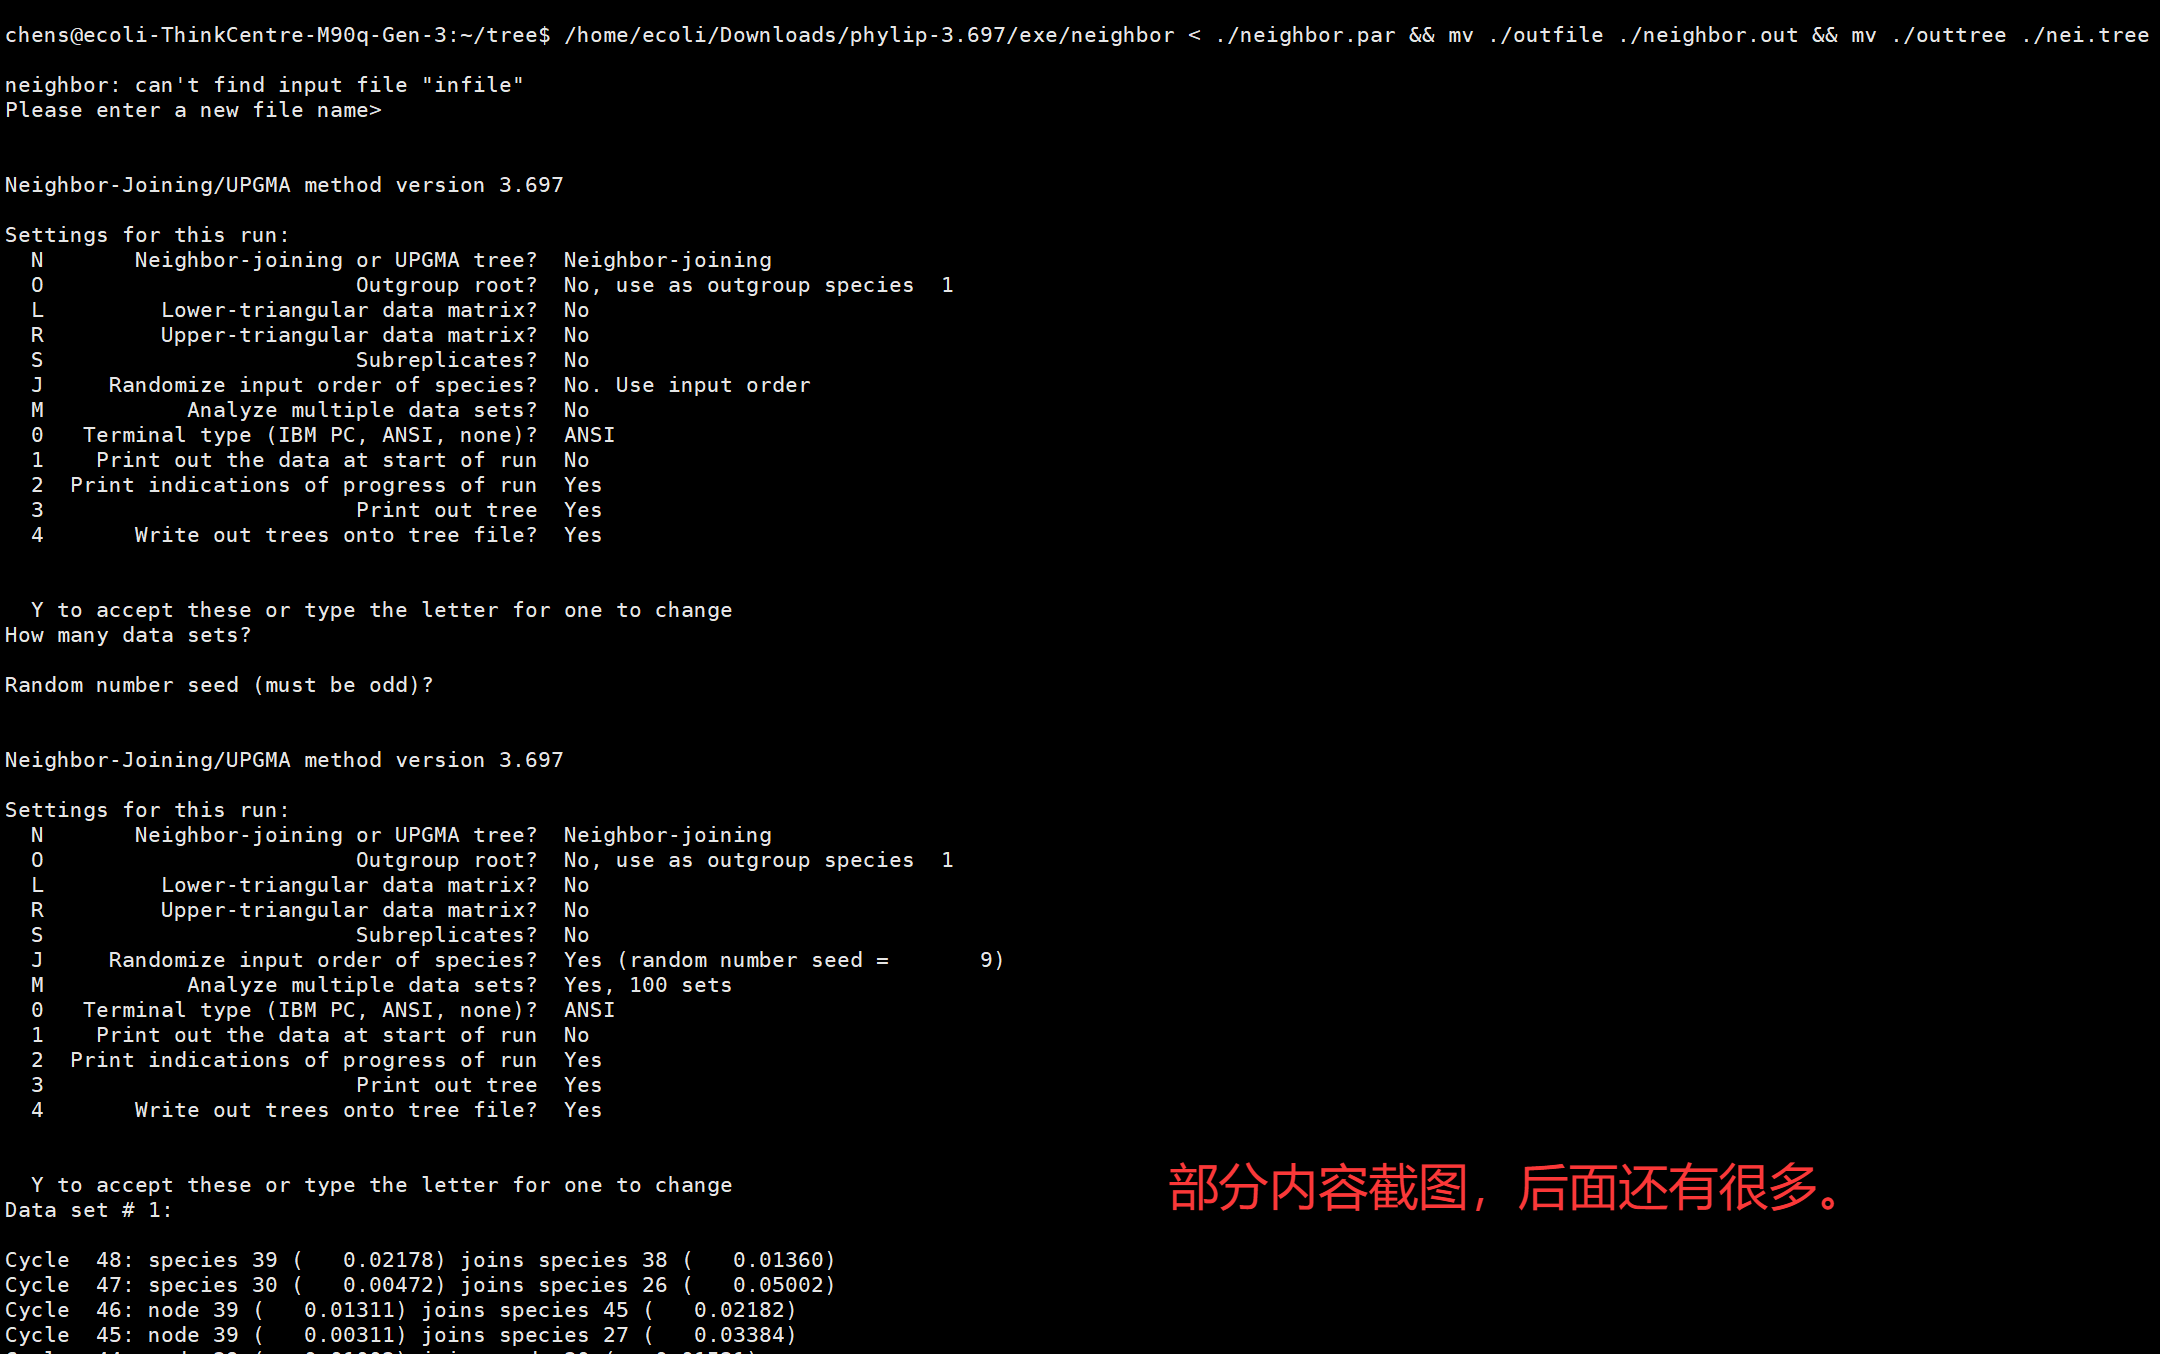 chens@ecoli-ThinkCentre-M90q-Gen-3:~/tree$ /home/ecoli/Downloads/phylip-3.697/exe/neighbor < ./neighbor.par && mv ./outfile ./neighbor.out && mv ./outtree ./nei.tree
neighbor: can't find input file "infile"
Please enter a new file name>
Neighbor-Joining/UPGMA method version 3.697
Settings for this run:
N Neighbor-joining or UPGMA tree? Neighbor-joining
O Outgroup root? No, use as outgroup species 1
L Lower-triangular data matrix? No
R Upper-triangular data matrix? No
S Subreplicates? No
J Randomize input order of species? No. Use input order
M Analyze multiple data sets? No
0 Terminal type (IBM PC, ANSI, none)? ANSI
1 Print out the data at start of run No
2 Print indications of progress of run Yes
3 Print out tree Yes
4 Write out trees onto tree file? Yes
Y to accept these or type the letter for one to change
How many data sets?
Random number seed (must be odd)?
Neighbor-Joining/UPGMA method version 3.697
Settings for this run:
N Neighbor-joining or UPGMA tree? Neighbor-joining
O Outgroup root? No, use as outgroup species 1
L Lower-triangular data matrix? No
R Upper-triangular data matrix? No
S Subreplicates? No
J Randomize input order of species? Yes (random number seed = 9)
M Analyze multiple data sets? Yes, 100 sets
0 Terminal type (IBM PC, ANSI, none)? ANSI
1 Print out the data at start of run No
2 Print indications of progress of run Yes
3 Print out tree Yes
4 Write out trees onto tree file? Yes
Y to accept these or type the letter for one to change
部分内容截图，后面还有很多。
Data set # 1:
Cycle 48: species 39 ( 0.02178) joins species 38 ( 0.01360)
Cycle 47: species 30 ( 0.00472) joins species 26 ( 0.05002)
Cycle 46: node 39 ( 0.01311) joins species 45 ( 0.02182)
Cycle 45: node 39 ( 0.00311) joins species 27 ( 0.03384)